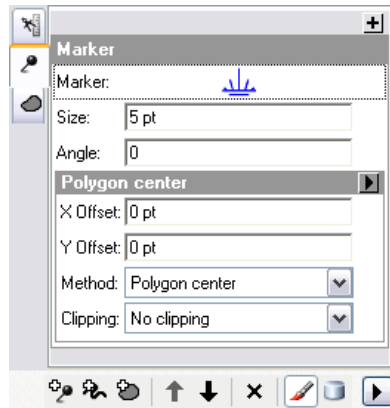 Marker
Marker:
Size: 5 pt
Angle: 0
Polygon center
X Offset: 0 pt
Y Offset: 0 pt
Method: Polygon center
Clipping: No clipping